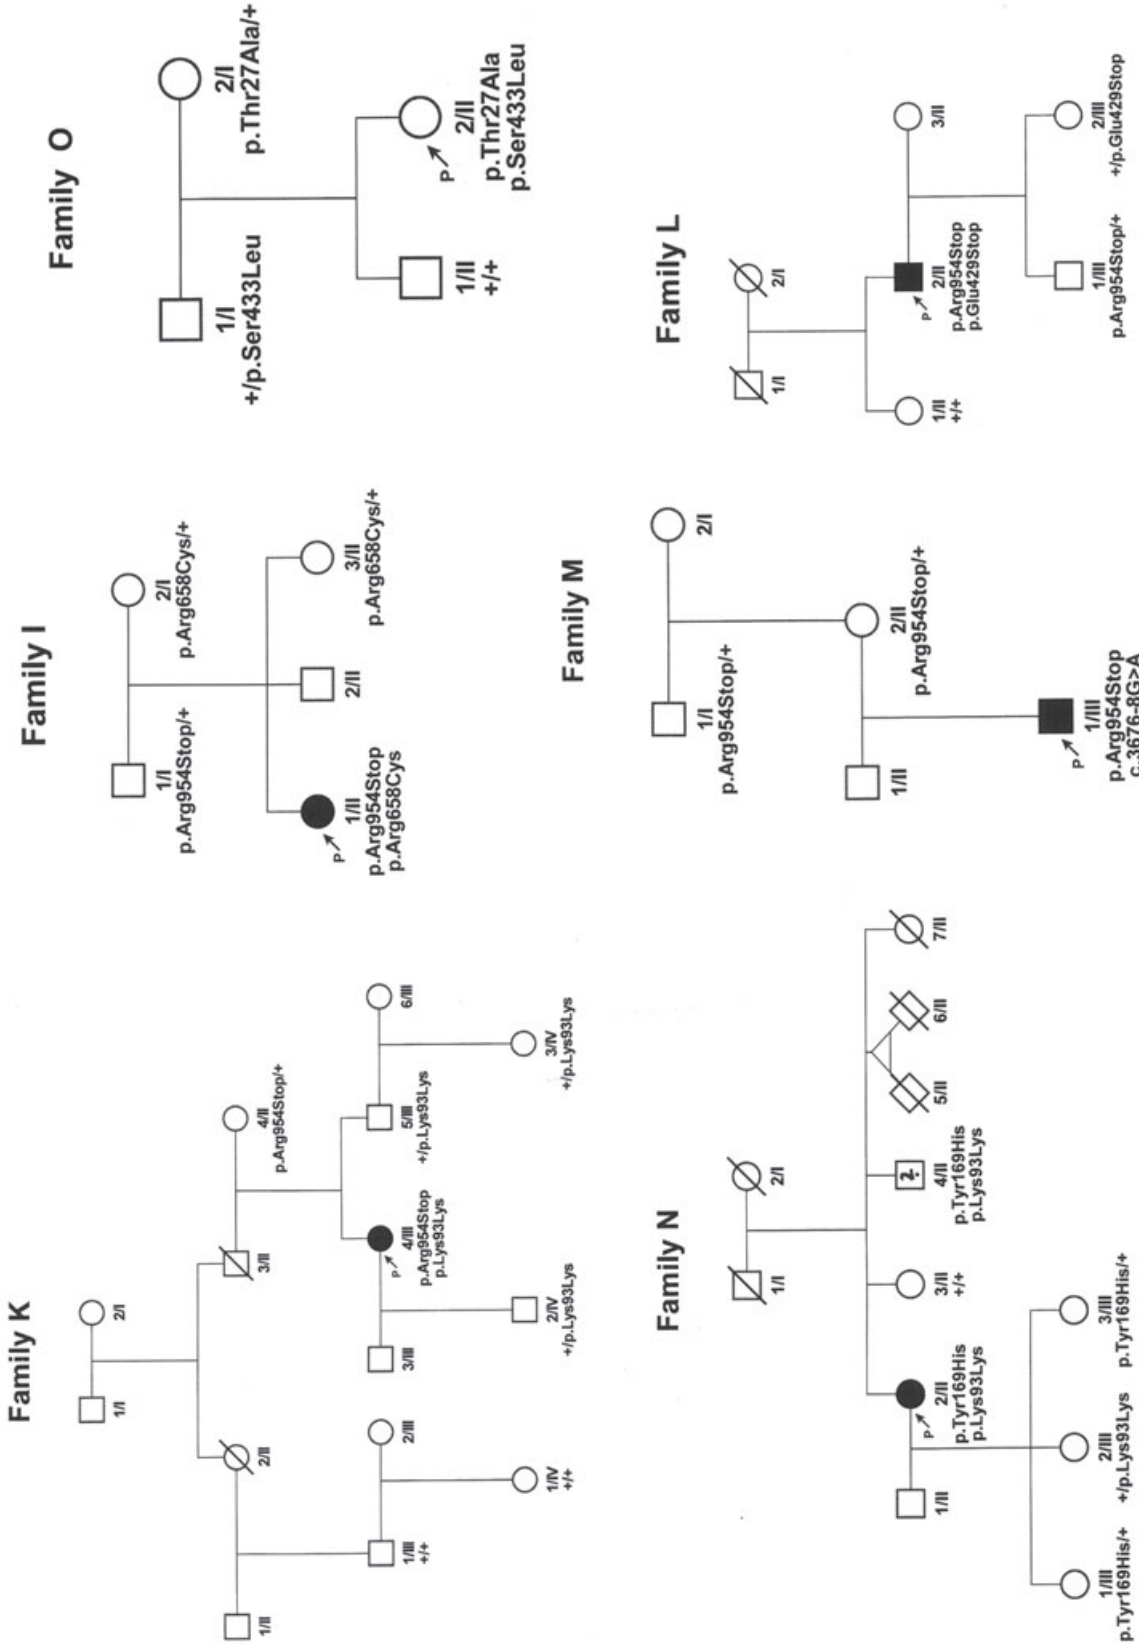 Family K
1/I
2/I
1/II
2/II
3/II
4/II
p.Arg954Stop/+
1/III
+/+
2/III
3/III
P
4/III
p.Arg954Stop
p.Lys93Lys
5/III
+/p.Lys93Lys
6/III
1/IV
+/+
2/IV
+/p.Lys93Lys
3/IV
+/p.Lys93Lys
Family I
1/I
p.Arg954Stop/+
2/I
p.Arg658Cys/+
P
1/II
p.Arg954Stop
p.Arg658Cys
2/II
3/II
p.Arg658Cys/+
Family O
1/I
+/p.Ser433Leu
2/I
p.Thr27Ala/+
1/II
+/+
P
2/II
p.Thr27Ala
p.Ser433Leu
Family N
1/I
2/I
1/II
P
2/II
p.Tyr169His
p.Lys93Lys
3/II
+/+
?
4/II
p.Tyr169His
p.Lys93Lys
5/II
6/II
7/II
1/III
p.Tyr169His/+
2/III
+/p.Lys93Lys
3/III
p.Tyr169His/+
Family M
1/I
p.Arg954Stop/+
2/I
1/II
2/II
p.Arg954Stop/+
P
1/III
p.Arg954Stop
c.3676-8G>A
Family L
1/I
2/I
1/II
+/+
P
2/II
p.Arg954Stop
p.Glu429Stop
3/II
1/III
p.Arg954Stop/+
2/III
+/p.Glu429Stop